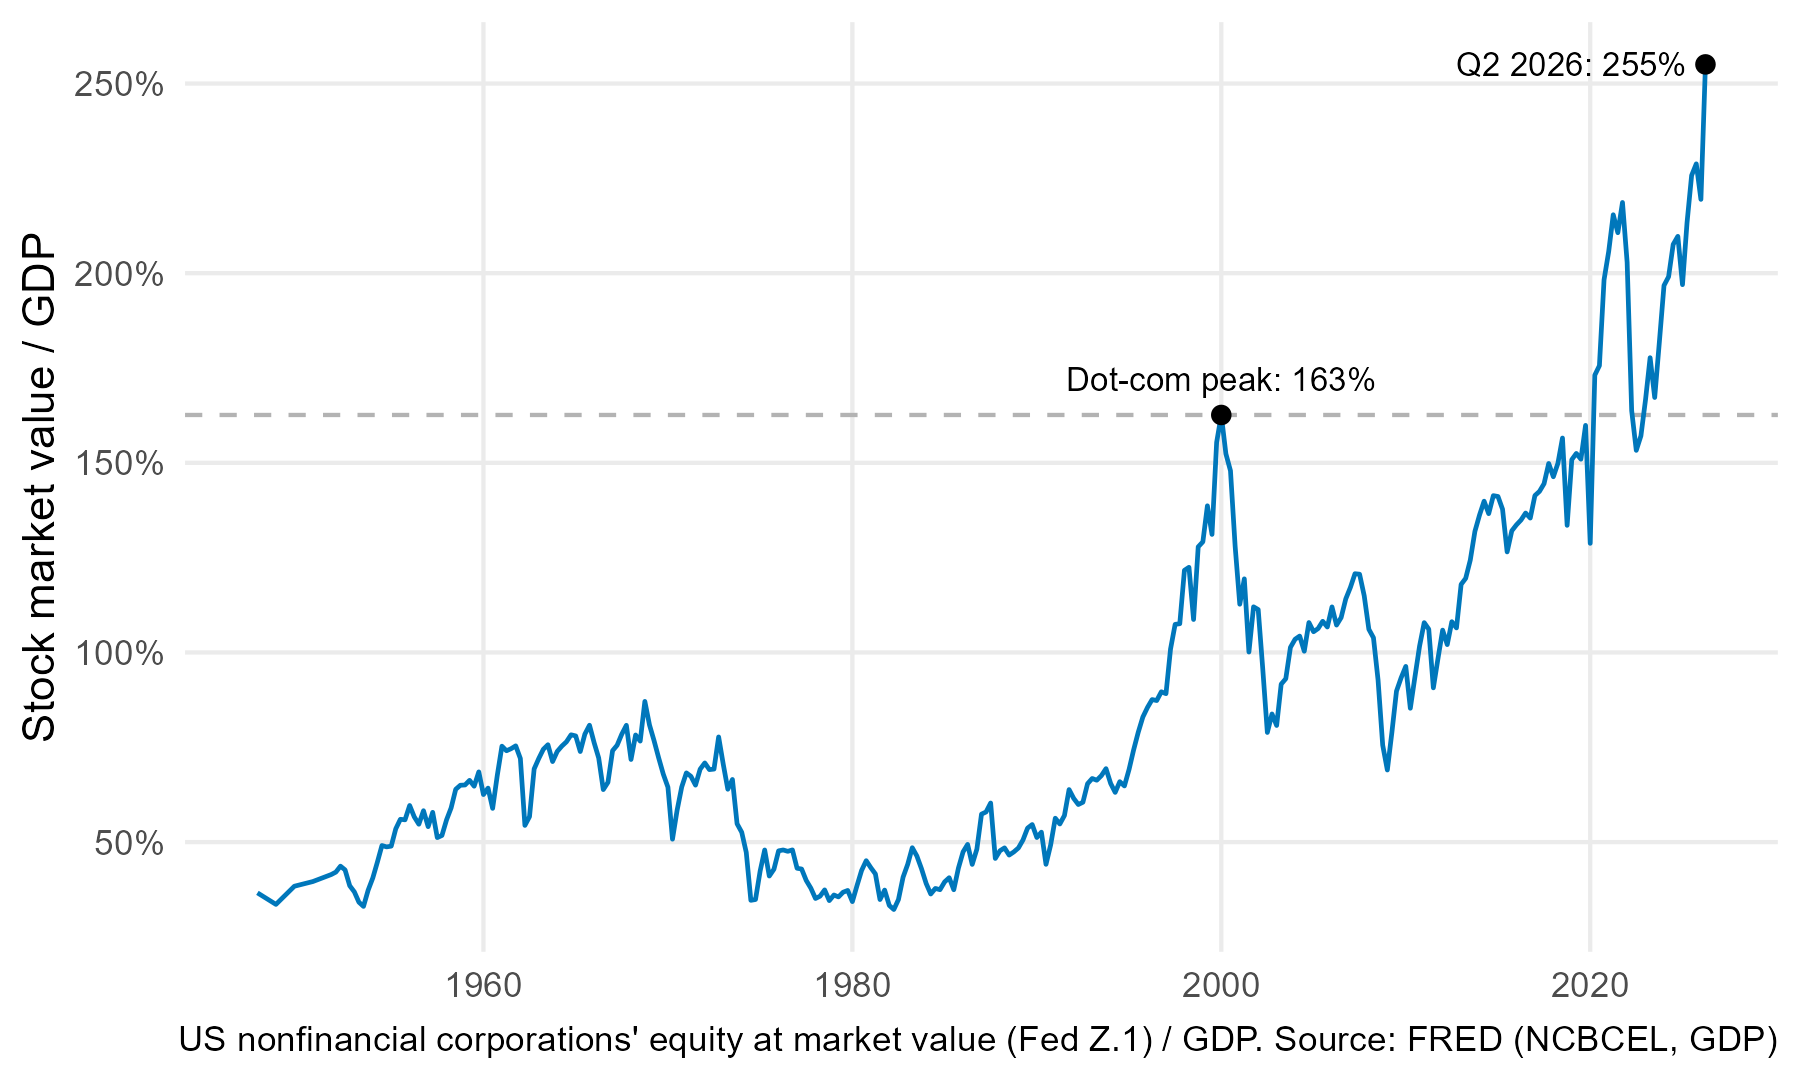 Stock market value / GDP
250%
200%
150%
100%
50%
Q2 2026: 255%
Dot-com peak: 163%
1960
1980
2000
2020
US nonfinancial corporations' equity at market value (Fed Z.1) / GDP. Source: FRED (NCBCEL, GDP)